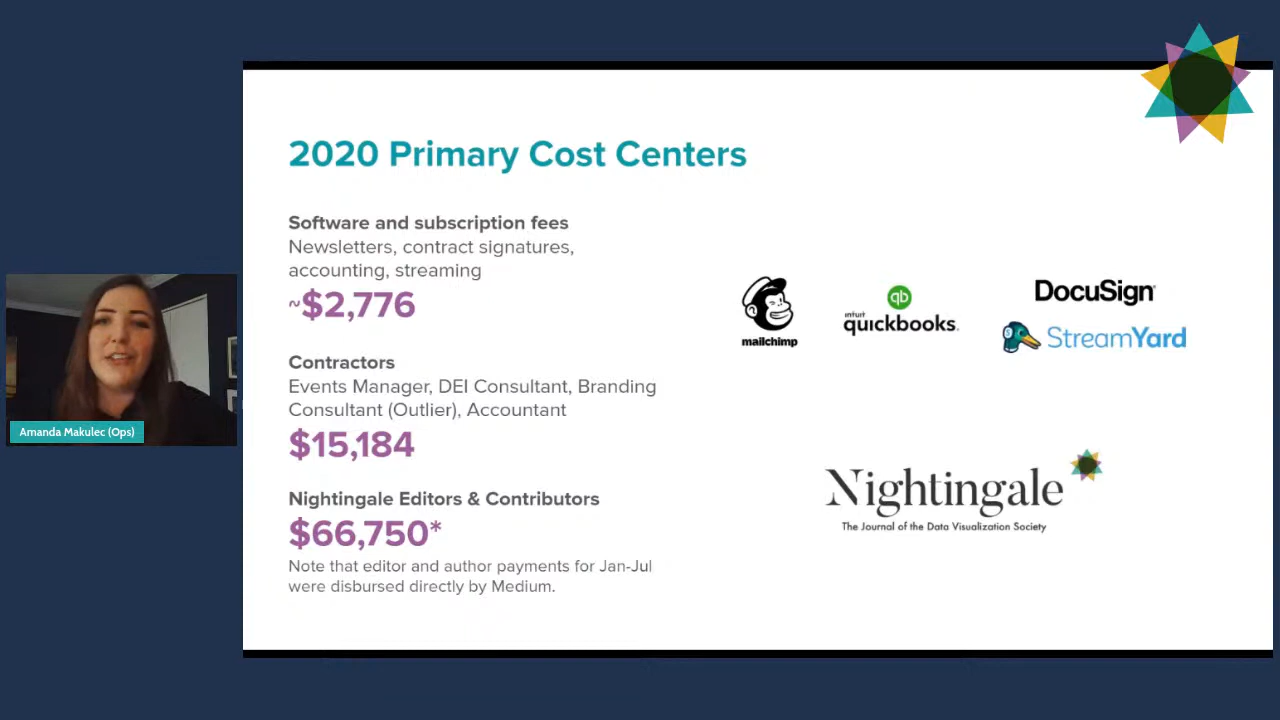 2020 Primary Cost Centers
Software and subscription fees
Newsletters, contract signatures,
accounting, streaming
~$2,776
Contractors
Events Manager, DEI Consultant, Branding
Consultant (Outlier), Accountant
$15,184
Nightingale Editors & Contributors
$66,750*
Note that editor and author payments for Jan-Jul
were disbursed directly by Medium.
mailchimp
qb
intuit
quickbooks.
DocuSign
StreamYard
Nightingale
The Journal of the Data Visualization Society
Amanda Makulec (Ops)